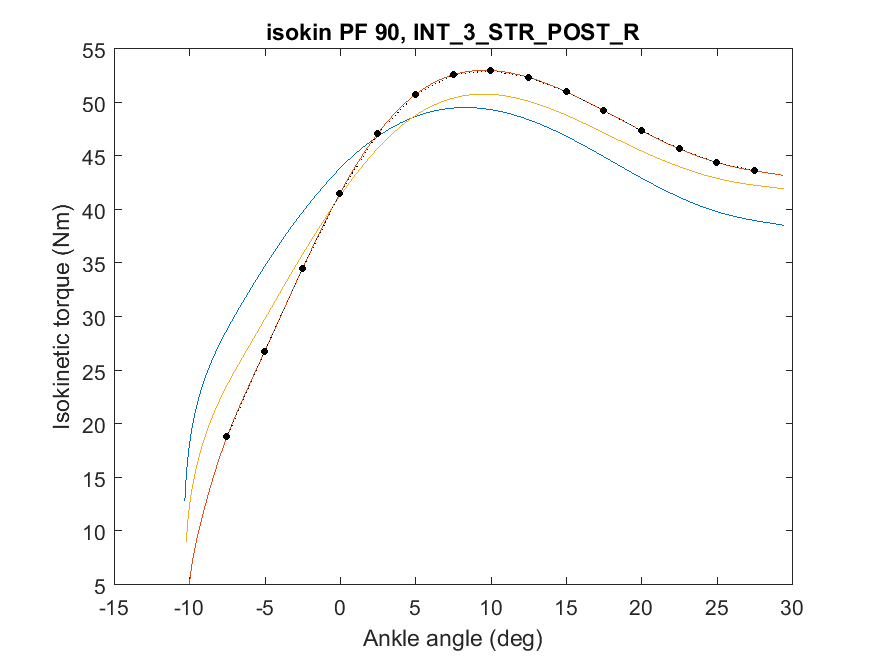 isokin PF 90, INT_3_STR_POST_R
55
50
45
40
35
30
25
20
15
10
5
Isokinetic torque (Nm)
-15 -10 -5 0 5 10 15 20 25 30
Ankle angle (deg)